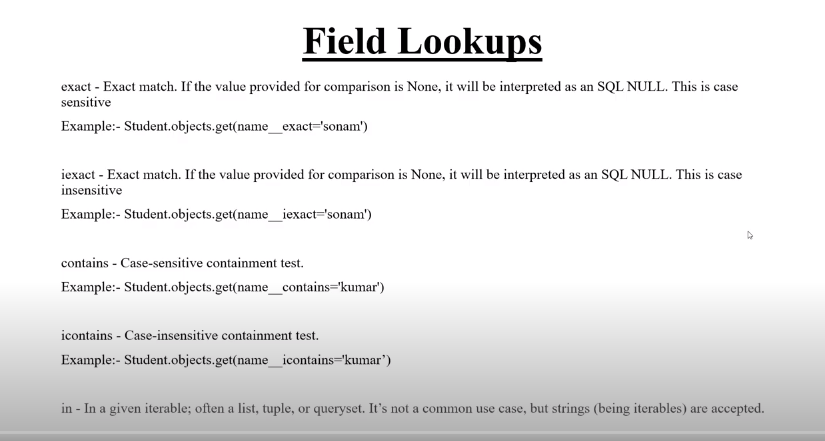 Field Lookups
exact - Exact match. If the value provided for comparison is None, it will be interpreted as an SQL NULL. This is case
sensitive
Example:- Student.objects.get(name__exact='sonam')
iexact - Exact match. If the value provided for comparison is None, it will be interpreted as an SQL NULL. This is case
insensitive
Example:- Student.objects.get(name__iexact='sonam')
contains - Case-sensitive containment test.
Example:- Student.objects.get(name__contains='kumar')
icontains - Case-insensitive containment test.
Example:- Student.objects.get(name__icontains='kumar’)
in - In a given iterable; often a list, tuple, or queryset. It’s not a common use case, but strings (being iterables) are accepted.